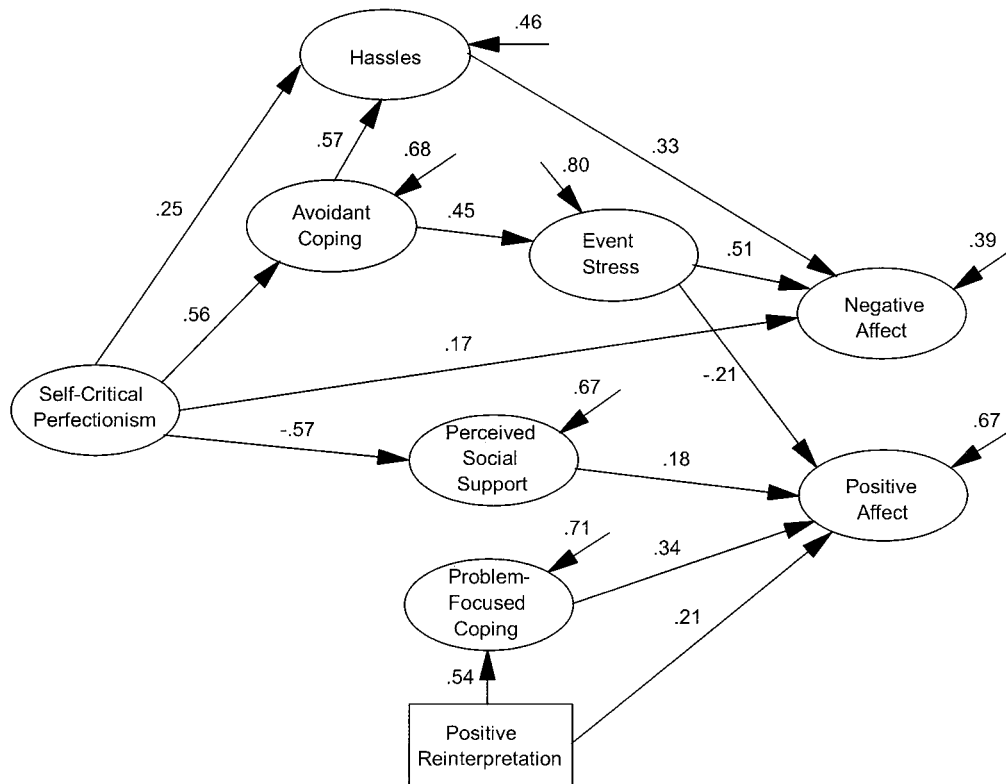 .46
Hassles
.57
.68
.33
.80
.25
Avoidant
Coping
.45
Event
Stress
.51
.39
Negative
Affect
.56
.17
Self-Critical
Perfectionism
-.21
.67
-.57
Perceived
Social
Support
.18
.67
Positive
Affect
.71
.34
Problem-
Focused
Coping
.21
.54
Positive
Reinterpretation